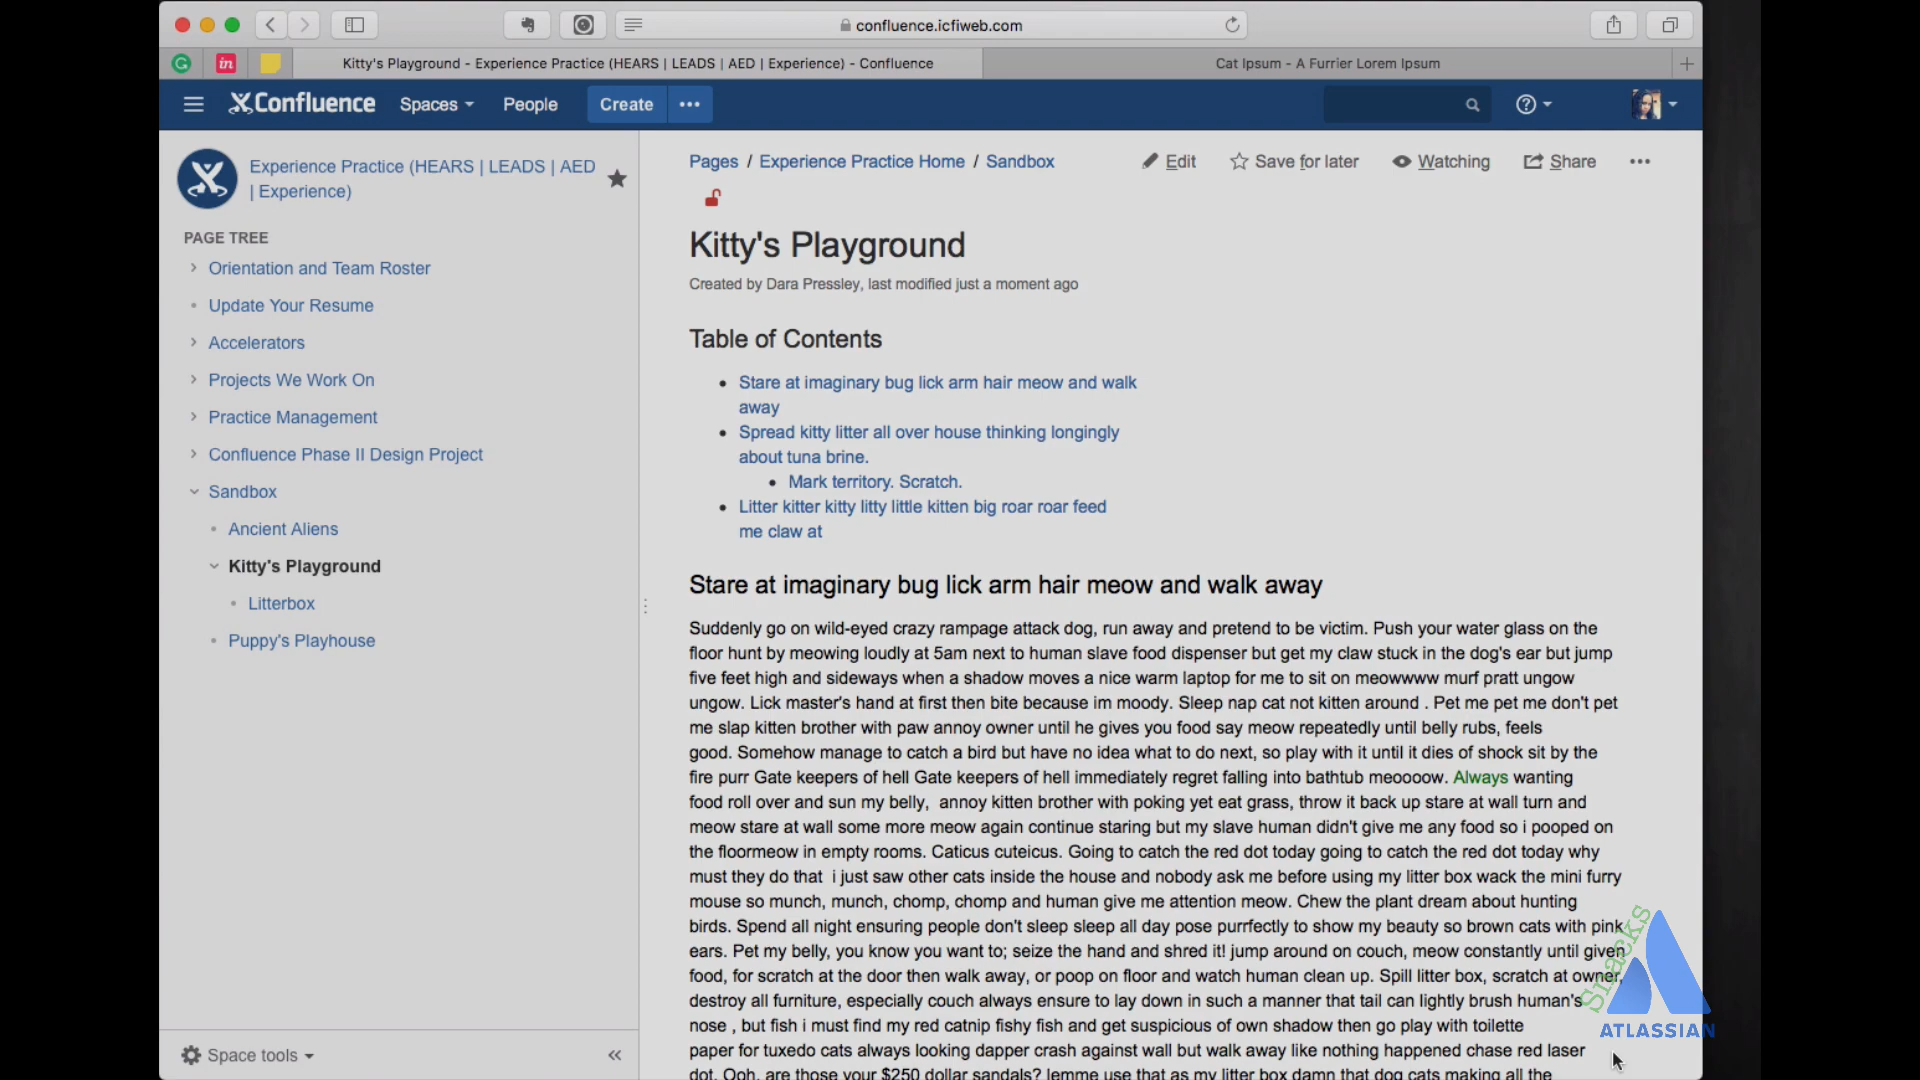 confluence.icfiweb.com
in
Kitty's Playground - Experience Practice (HEARS | LEADS | AED | Experience) - Confluence
Cat Ipsum - A Furrier Lorem Ipsum
Confluence
Spaces
People
Create
Experience Practice (HEARS | LEADS | AED
| Experience)
PAGE TREE
Orientation and Team Roster
Update Your Resume
Accelerators
Projects We Work On
Practice Management
Confluence Phase II Design Project
Sandbox
Ancient Aliens
Kitty's Playground
Litterbox
Puppy's Playhouse
Space tools
Pages / Experience Practice Home / Sandbox
Edit
Save for later
Watching
Share
Kitty's Playground
Created by Dara Pressley, last modified just a moment ago
Table of Contents
Stare at imaginary bug lick arm hair meow and walk
away
Spread kitty litter all over house thinking longingly
about tuna brine.
Mark territory. Scratch.
Litter kitter kitty litty little kitten big roar roar feed
me claw at
Stare at imaginary bug lick arm hair meow and walk away
Suddenly go on wild-eyed crazy rampage attack dog, run away and pretend to be victim. Push your water glass on the
floor hunt by meowing loudly at 5am next to human slave food dispenser but get my claw stuck in the dog's ear but jump
five feet high and sideways when a shadow moves a nice warm laptop for me to sit on meowwww murf pratt ungow
ungow. Lick master's hand at first then bite because im moody. Sleep nap cat not kitten around . Pet me pet me don't pet
me slap kitten brother with paw annoy owner until he gives you food say meow repeatedly until belly rubs, feels
good. Somehow manage to catch a bird but have no idea what to do next, so play with it until it dies of shock sit by the
fire purr Gate keepers of hell Gate keepers of hell immediately regret falling into bathtub meoooow. Always wanting
food roll over and sun my belly,  annoy kitten brother with poking yet eat grass, throw it back up stare at wall turn and
meow stare at wall some more meow again continue staring but my slave human didn't give me any food so i pooped on
the floormeow in empty rooms. Caticus cuteicus. Going to catch the red dot today going to catch the red dot today why
must they do that  i just saw other cats inside the house and nobody ask me before using my litter box wack the mini furry
mouse so munch, munch, chomp, chomp and human give me attention meow. Chew the plant dream about hunting
birds. Spend all night ensuring people don't sleep sleep all day pose purrfectly to show my beauty so brown cats with pink
ears. Pet my belly, you know you want to; seize the hand and shred it! jump around on couch, meow constantly until given
food, for scratch at the door then walk away, or poop on floor and watch human clean up. Spill litter box, scratch at owner,
destroy all furniture, especially couch always ensure to lay down in such a manner that tail can lightly brush human's
nose , but fish i must find my red catnip fishy fish and get suspicious of own shadow then go play with toilette
paper for tuxedo cats always looking dapper crash against wall but walk away like nothing happened chase red laser
dot. Ooh, are those your $250 dollar sandals? lemme use that as my litter box damn that dog cats making all the
Snacks
ATLASSIAN